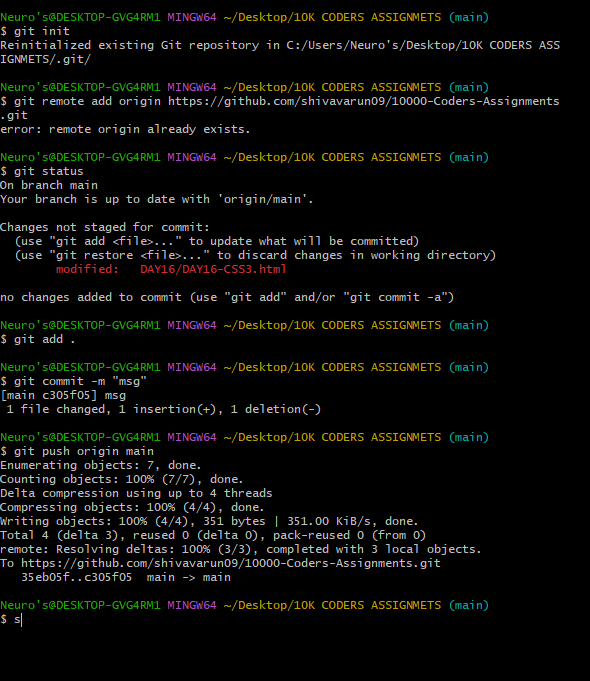 Neuro's@DESKTOP-GVG4RM1 MINGW64 ~/Desktop/10K CODERS ASSIGNMETS (main)
$ git init
Reinitialized existing Git repository in C:/Users/Neuro's/Desktop/10K CODERS ASS
IGNMETS/.git/
Neuro's@DESKTOP-GVG4RM1 MINGW64 ~/Desktop/10K CODERS ASSIGNMETS (main)
$ git remote add origin https://github.com/shivavarun09/10000-Coders-Assignments
.git
error: remote origin already exists.
Neuro's@DESKTOP-GVG4RM1 MINGW64 ~/Desktop/10K CODERS ASSIGNMETS (main)
$ git status
On branch main
Your branch is up to date with 'origin/main'.
Changes not staged for commit:
  (use "git add <file>..." to update what will be committed)
  (use "git restore <file>..." to discard changes in working directory)
        modified:   DAY16/DAY16-CSS3.html
no changes added to commit (use "git add" and/or "git commit -a")
Neuro's@DESKTOP-GVG4RM1 MINGW64 ~/Desktop/10K CODERS ASSIGNMETS (main)
$ git add .
Neuro's@DESKTOP-GVG4RM1 MINGW64 ~/Desktop/10K CODERS ASSIGNMETS (main)
$ git commit -m "msg"
[main c305f05] msg
 1 file changed, 1 insertion(+), 1 deletion(-)
Neuro's@DESKTOP-GVG4RM1 MINGW64 ~/Desktop/10K CODERS ASSIGNMETS (main)
$ git push origin main
Enumerating objects: 7, done.
Counting objects: 100% (7/7), done.
Delta compression using up to 4 threads
Compressing objects: 100% (4/4), done.
Writing objects: 100% (4/4), 351 bytes | 351.00 KiB/s, done.
Total 4 (delta 3), reused 0 (delta 0), pack-reused 0 (from 0)
remote: Resolving deltas: 100% (3/3), completed with 3 local objects.
To https://github.com/shivavarun09/10000-Coders-Assignments.git
   35eb05f..c305f05  main -> main
Neuro's@DESKTOP-GVG4RM1 MINGW64 ~/Desktop/10K CODERS ASSIGNMETS (main)
$ s